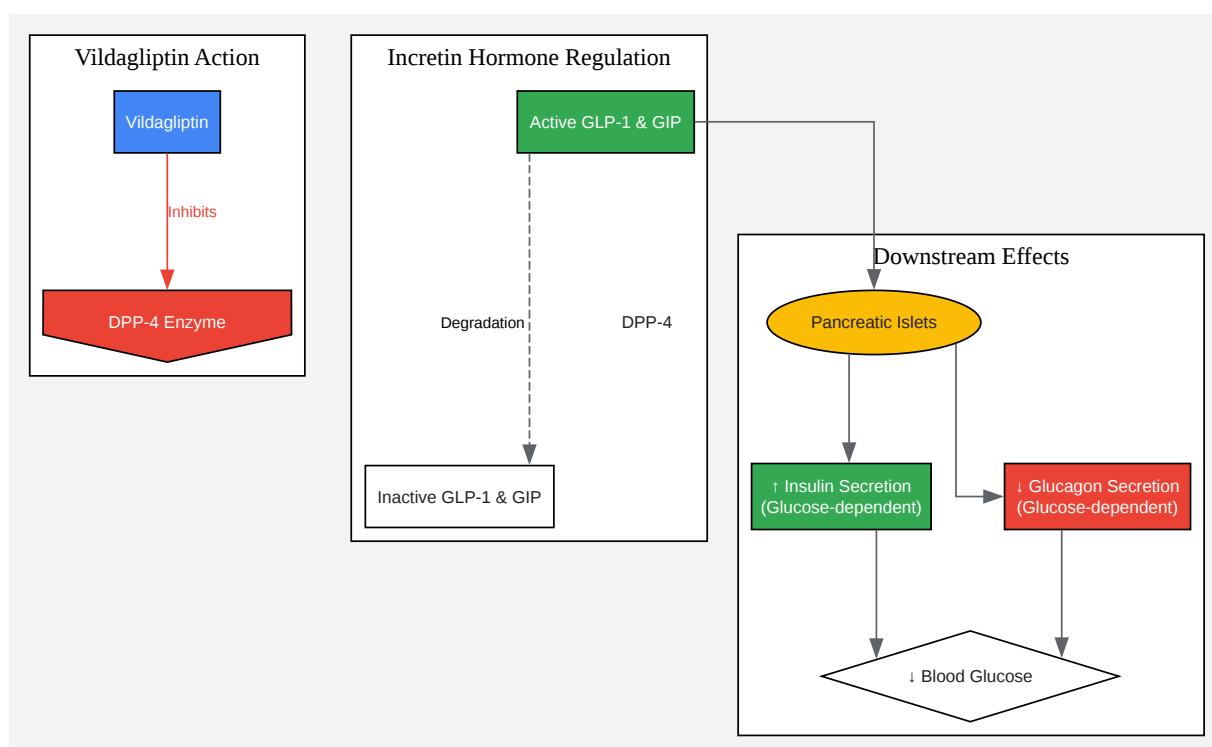 Vildagliptin Action
Vildagliptin
Inhibits
DPP-4 Enzyme
Incretin Hormone Regulation
Active GLP-1 & GIP
Degradation
DPP-4
Inactive GLP-1 & GIP
Downstream Effects
Pancreatic Islets
↑ Insulin Secretion
(Glucose-dependent)
↓ Glucagon Secretion
(Glucose-dependent)
↓ Blood Glucose